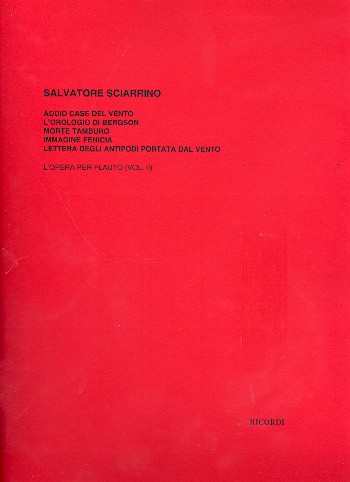 SALVATORE SCIARRINO
ADDIO CASE DEL VENTO
L'OROLOGIO DI BERGSON
MORTE TAMBURO
IMMAGINE FENICIA
LETTERA DEGLI ANTIPODI PORTATA DAL VENTO
L'OPERA PER FLAUTO (VOL. II)
RICORDI